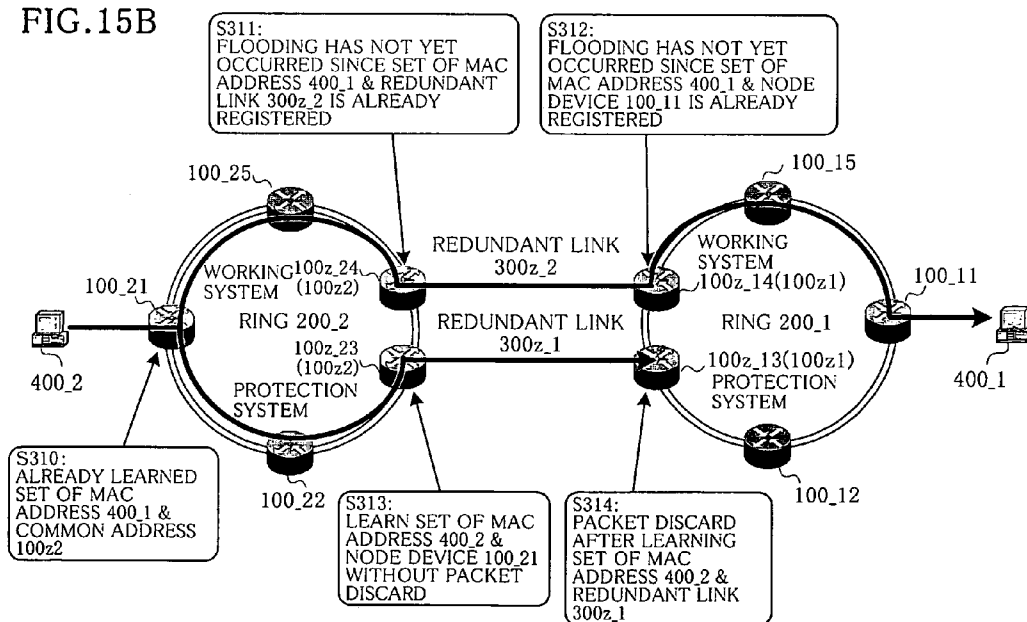 FIG.15B
S311:
FLOODING HAS NOT YET
OCCURRED SINCE SET OF MAC
ADDRESS 400_1 & REDUNDANT
LINK 300z_2 IS ALREADY
REGISTERED
S312:
FLOODING HAS NOT YET
OCCURRED SINCE SET OF
MAC ADDRESS 400_1 & NODE
DEVICE 100_11 IS ALREADY
REGISTERED
100_25
100_15
100_21
WORKING
SYSTEM
100z_24
(100z2)
REDUNDANT LINK
300z_2
WORKING
SYSTEM
100z_14(100z1)
100_11
RING 200_2
REDUNDANT LINK
300z_1
RING 200_1
400_2
100z_23
(100z2)
PROTECTION
SYSTEM
100z_13(100z1)
PROTECTION
SYSTEM
400_1
100_22
100_12
S310:
ALREADY LEARNED
SET OF MAC
ADDRESS 400_1 &
COMMON ADDRESS
100z2
S313:
LEARN SET OF MAC
ADDRESS 400_2 &
NODE DEVICE 100_21
WITHOUT PACKET
DISCARD
S314:
PACKET DISCARD
AFTER LEARNING
SET OF MAC
ADDRESS 400_2 &
REDUNDANT LINK
300z_1